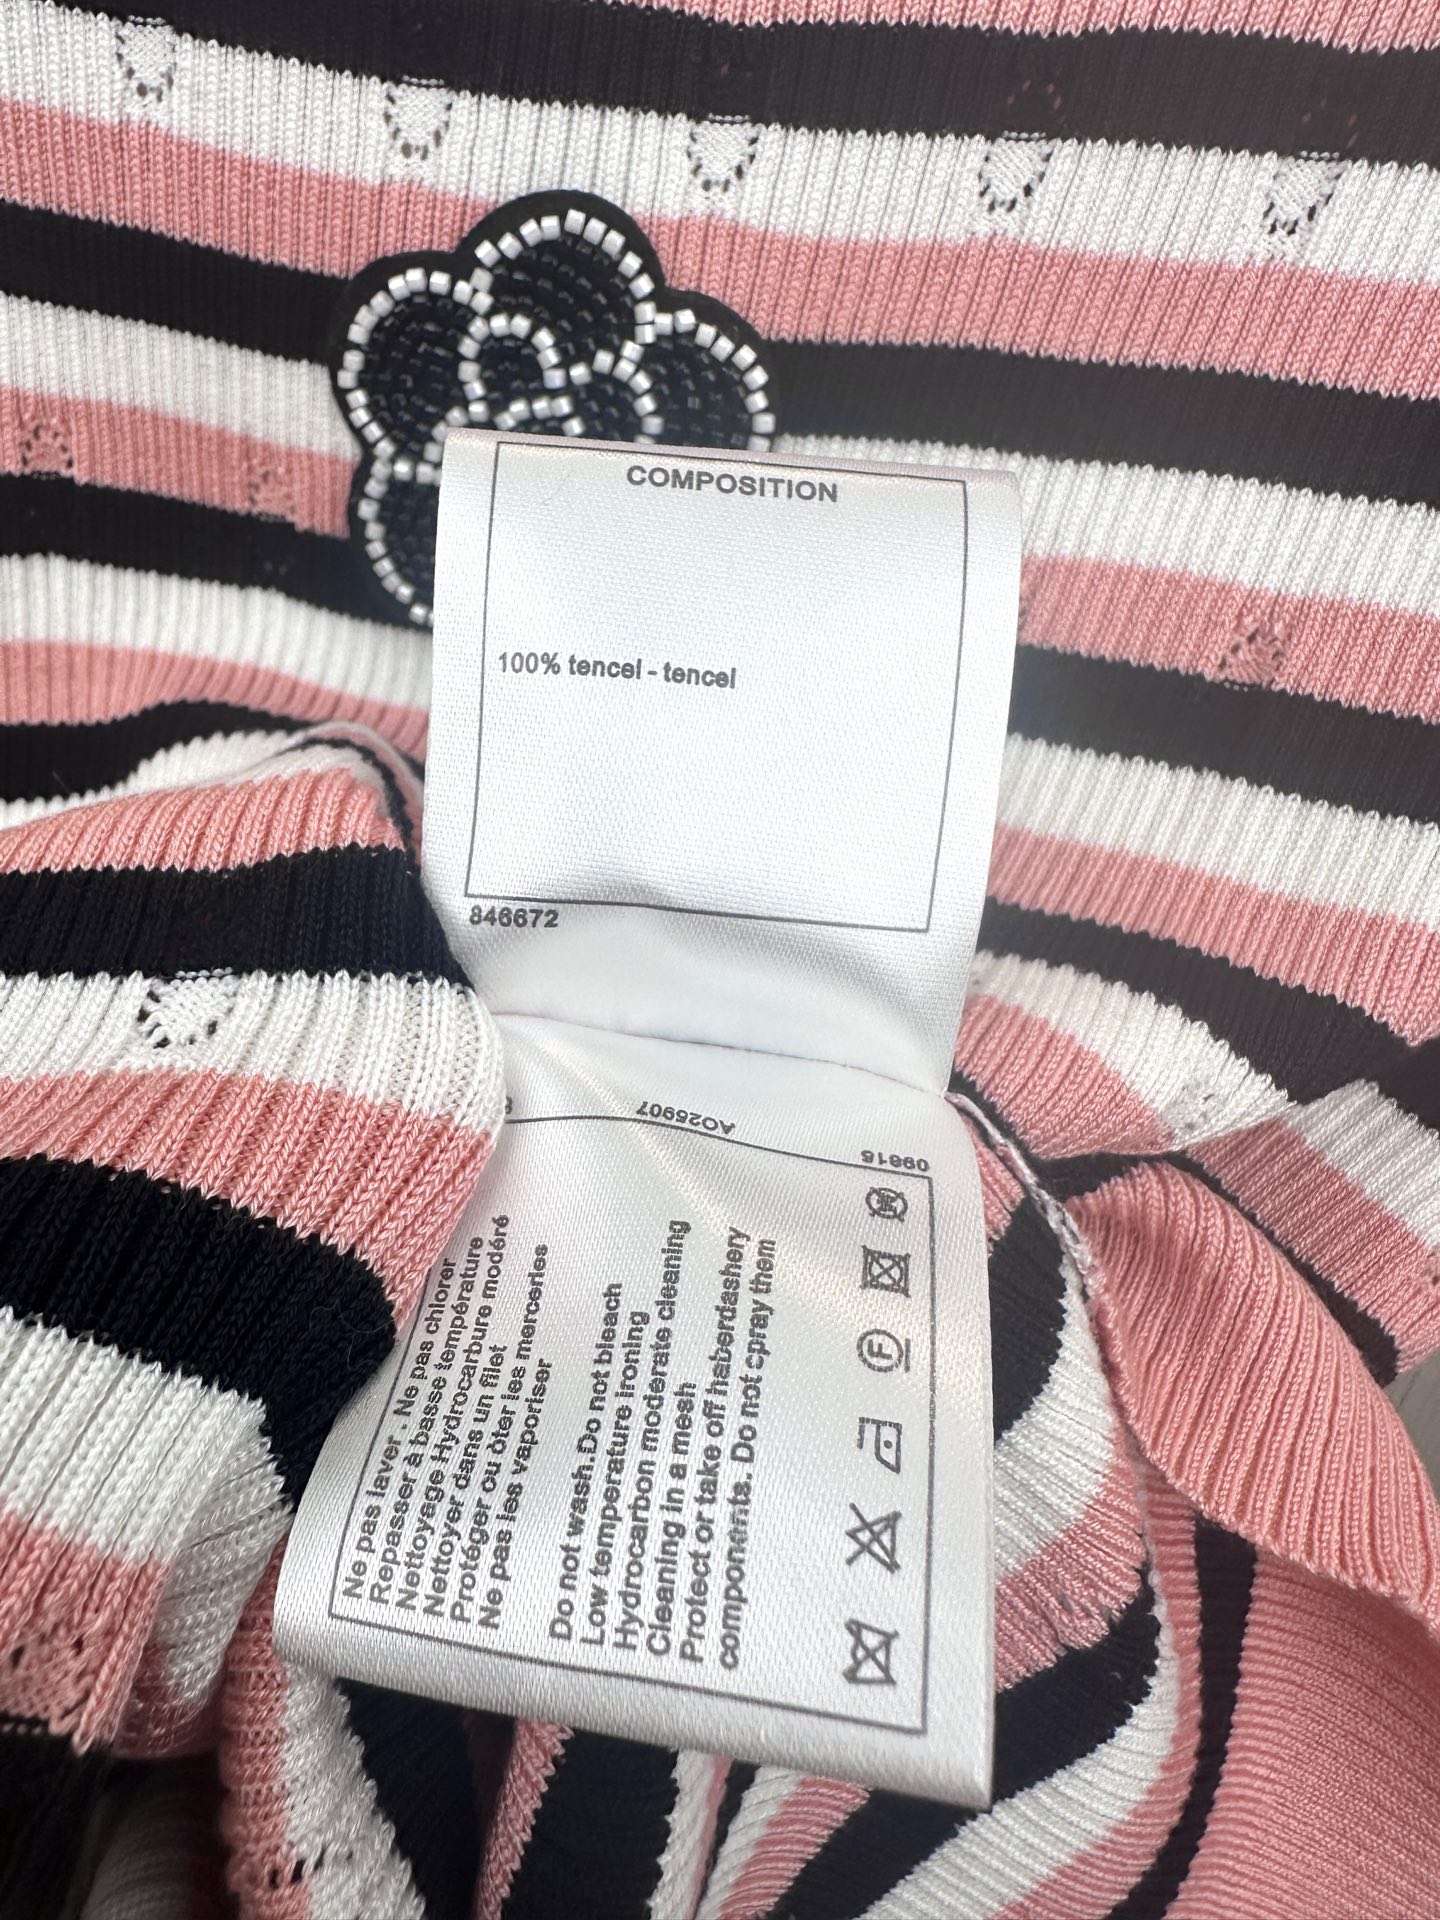 COMPOSITION
100% tencel - tencel
846672
AO25907
09815
Ne pas laver . Ne pas chlorer
Repasser à basse température
Nettoyage Hydrocarbure modéré
Nettoyer dans un filet
Protéger ou òter les merceries
Ne pas les vaporiser
Do not wash.Do not bleach
Low temperature ironing
Hydrocarbon moderate cleaning
Cleaning in a mesh
Protect or take off haberdashery
components. Do not cpray them
F